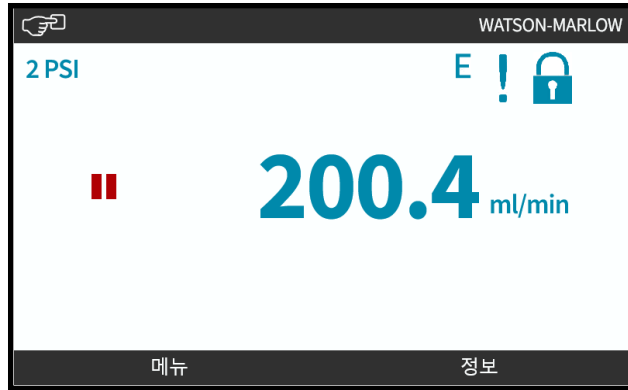 WATSON-MARLOW
2 PSI
E !
200.4 ml/min
메뉴 정보